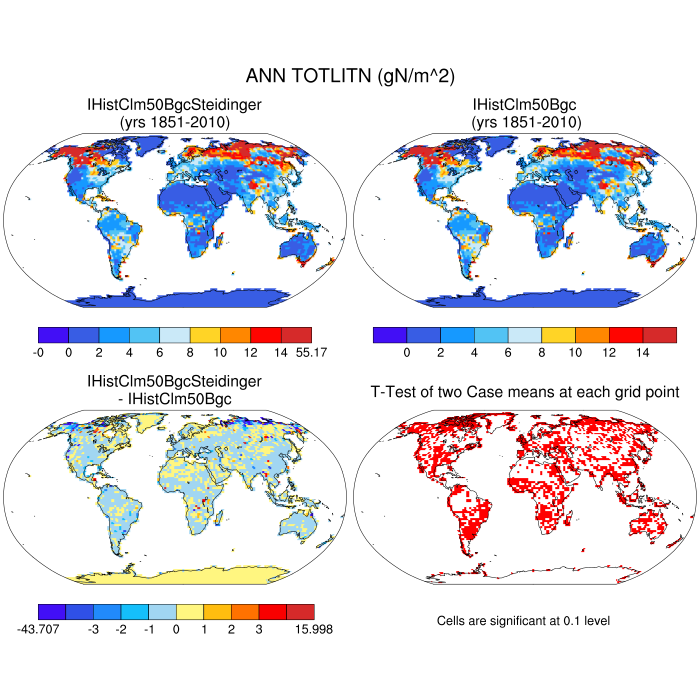 ANN TOTLITN (gN/m^2)
IHistClm50BgcSteidinger
(yrs 1851-2010)
IHistClm50Bgc
(yrs 1851-2010)
-0 0 2 4 6 8 10 12 14 55.17
0 2 4 6 8 10 12 14
IHistClm50BgcSteidinger
- IHistClm50Bgc
T-Test of two Case means at each grid point
-43.707 -3 -2 -1 0 1 2 3 15.998
Cells are significant at 0.1 level